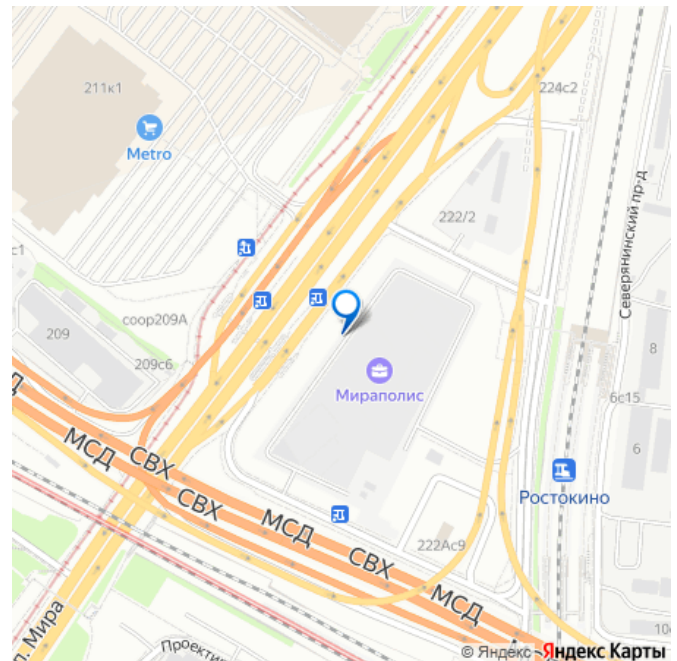 211к1
Metro
224с2
222/2
Северянинский пр-д
с1
209
соор209А
209с6
8
6с15
6
Мираполис
Д
МСД
СВХ
СВХ
МСД
СВХ
МСД
Ростокино
222Ас9
Мира
Проекти
10
© Яндекс
Яндекс Карты